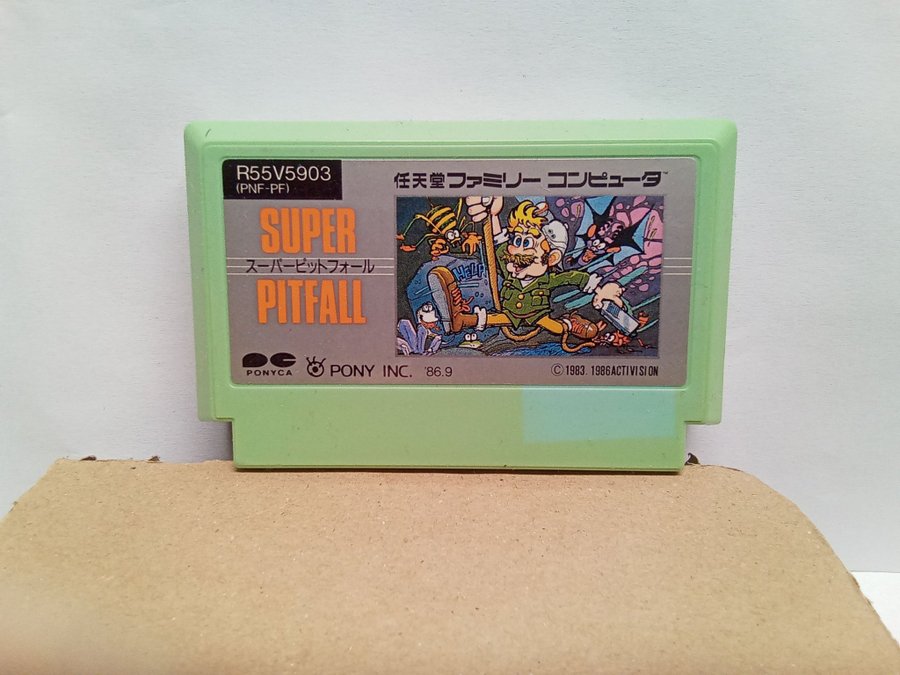 R55V5903
(PNF-PF)
任天堂 ファミリー コンピュータ™
SUPER
スーパーピットフォール
PITFALL
HELP
PONYCA
PONY INC. '86.9
©1983. 1986 ACTIVISION